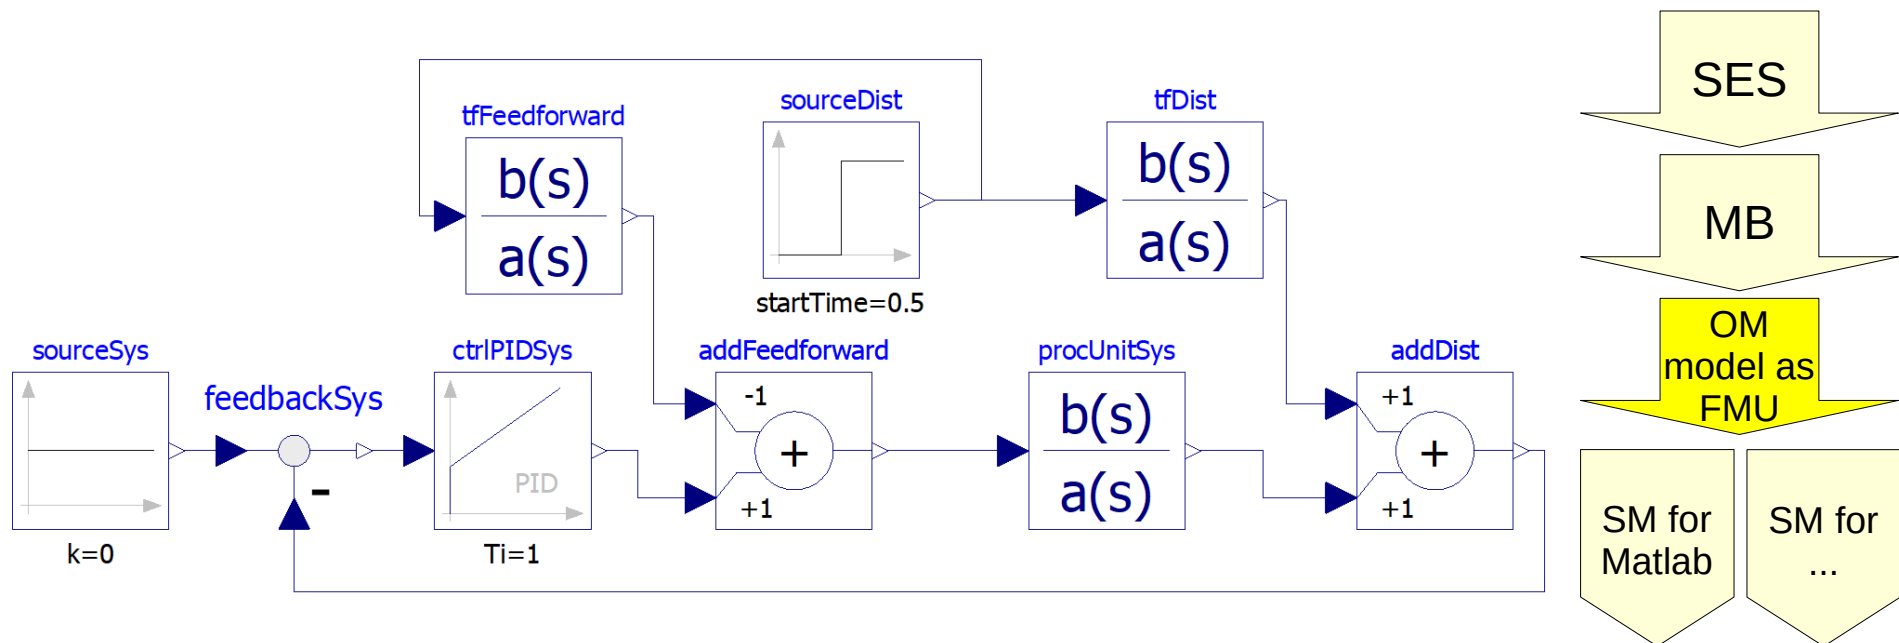 tfFeedforward
b(s)
a(s)
sourceDist
startTime=0.5
tfDist
b(s)
a(s)
sourceSys
k=0
feedbackSys
-
ctrlPIDSys
PID
Ti=1
addFeedforward
-1
+
+1
procUnitSys
b(s)
a(s)
addDist
+1
+
+1
SES
MB
OM
model as
FMU
SM for
Matlab
SM for
...